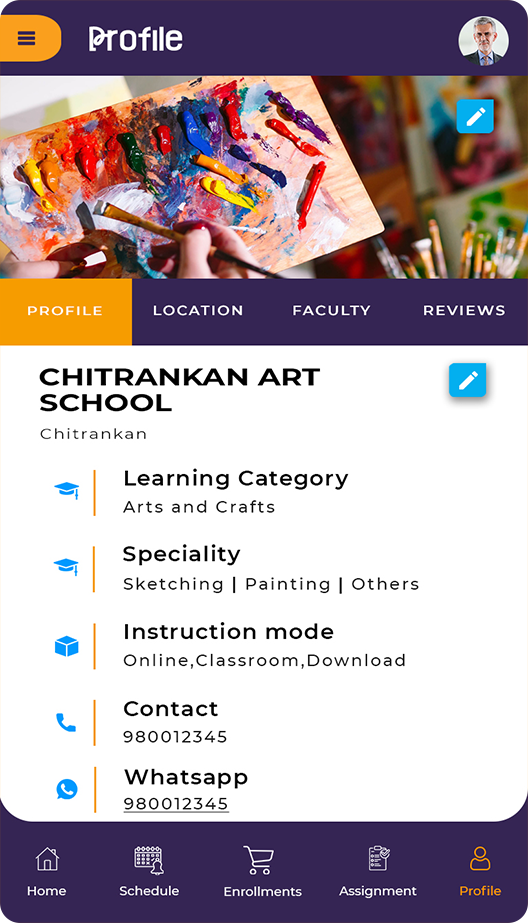 Profile
PROFILE LOCATION FACULTY REVIEWS
CHITRANKAN ART
SCHOOL
Chitrankan
Learning Category
Arts and Crafts
Speciality
Sketching | Painting | Others
Instruction mode
Online,Classroom,Download
Contact
980012345
Whatsapp
980012345
Home Schedule Enrollments Assignment Profile